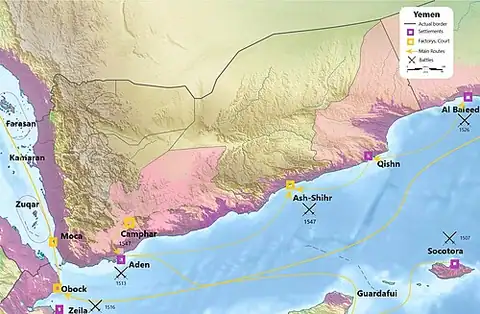 Yemen
Actual border
Settlements
Factorys, Court
Main Routes
Battles
Al Baleed
1526
Farasan
Kamaran
Qishn
Zuqar
Ash-Shihr
1547
Moca
Camphar
1547
1507
Socotora
Aden
1513
Obock
Guardafui
Zeila
1516